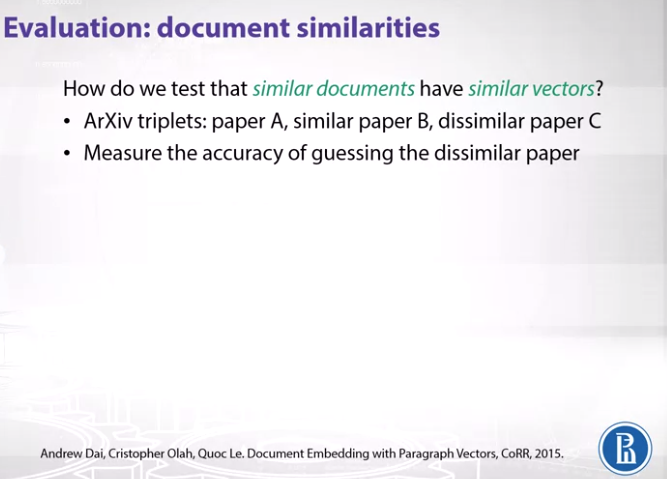 Evaluation: document similarities
How do we test that similar documents have similar vectors?
• ArXiv triplets: paper A, similar paper B, dissimilar paper C
• Measure the accuracy of guessing the dissimilar paper
Andrew Dai, Cristopher Olah, Quoc Le. Document Embedding with Paragraph Vectors, CoRR, 2015.